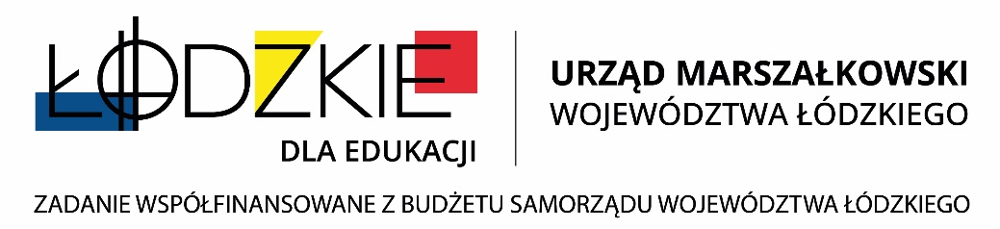 ŁÓDZKIE
DLA EDUKACJI
URZĄD MARSZAŁKOWSKI
WOJEWÓDZTWA ŁÓDZKIEGO
ZADANIE WSPÓŁFINANSOWANE Z BUDŻETU SAMORZĄDU WOJEWÓDZTWA ŁÓDZKIEGO